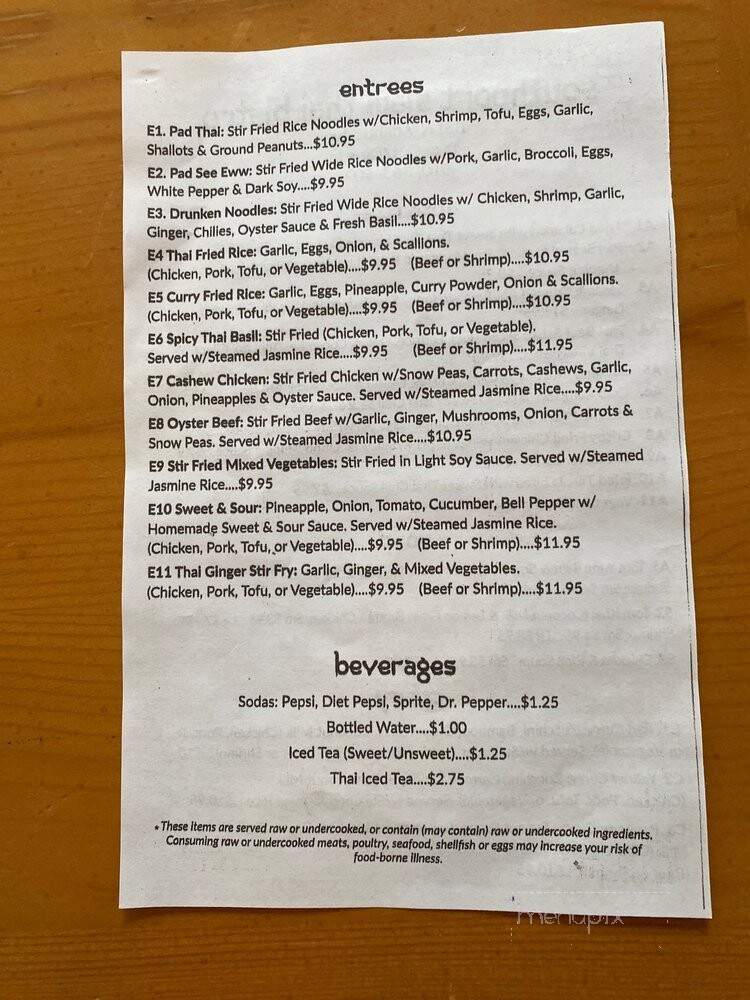 entrees
E1. Pad Thai: Stir Fried Rice Noodles w/Chicken, Shrimp, Tofu, Eggs, Garlic,
Shallots & Ground Peanuts...$10.95
E2. Pad See Eww: Stir Fried Wide Rice Noodles w/Pork, Garlic, Broccoli, Eggs,
White Pepper & Dark Soy....$9.95
E3. Drunken Noodles: Stir Fried Wide Rice Noodles w/ Chicken, Shrimp, Garlic,
Ginger, Chilies, Oyster Sauce & Fresh Basil....$10.95
E4 Thai Fried Rice: Garlic, Eggs, Onion, & Scallions.
(Chicken, Pork, Tofu, or Vegetable)....$9.95 (Beef or Shrimp)....$10.95
E5 Curry Fried Rice: Garlic, Eggs, Pineapple, Curry Powder, Onion & Scallions.
(Chicken, Pork, Tofu, or Vegetable)....$9.95 (Beef or Shrimp)....$10.95
E6 Spicy Thai Basil: Stir Fried (Chicken, Pork, Tofu, or Vegetable).
Served w/Steamed Jasmine Rice....$9.95 (Beef or Shrimp)....$11.95
E7 Cashew Chicken: Stir Fried Chicken w/Snow Peas, Carrots, Cashews, Garlic,
Onion, Pineapples & Oyster Sauce. Served w/Steamed Jasmine Rice....$9.95
E8 Oyster Beef: Stir Fried Beef w/Garlic, Ginger, Mushrooms, Onion, Carrots &
Snow Peas. Served w/Steamed Jasmine Rice....$10.95
E9 Stir Fried Mixed Vegetables: Stir Fried in Light Soy Sauce. Served w/Steamed
Jasmine Rice....$9.95
E10 Sweet & Sour: Pineapple, Onion, Tomato, Cucumber, Bell Pepper w/
Homemade Sweet & Sour Sauce. Served w/Steamed Jasmine Rice.
(Chicken, Pork, Tofu, or Vegetable)....$9.95 (Beef or Shrimp)....$11.95
E11 Thai Ginger Stir Fry: Garlic, Ginger, & Mixed Vegetables.
(Chicken, Pork, Tofu, or Vegetable)....$9.95 (Beef or Shrimp)....$11.95
beverages
Sodas: Pepsi, Diet Pepsi, Sprite, Dr. Pepper....$1.25
Bottled Water....$1.00
Iced Tea (Sweet/Unsweet)....$1.25
Thai Iced Tea....$2.75
*These items are served raw or undercooked, or contain (may contain) raw or undercooked ingredients.
Consuming raw or undercooked meats, poultry, seafood, shellfish or eggs may increase your risk of
food-borne illness.
menupix